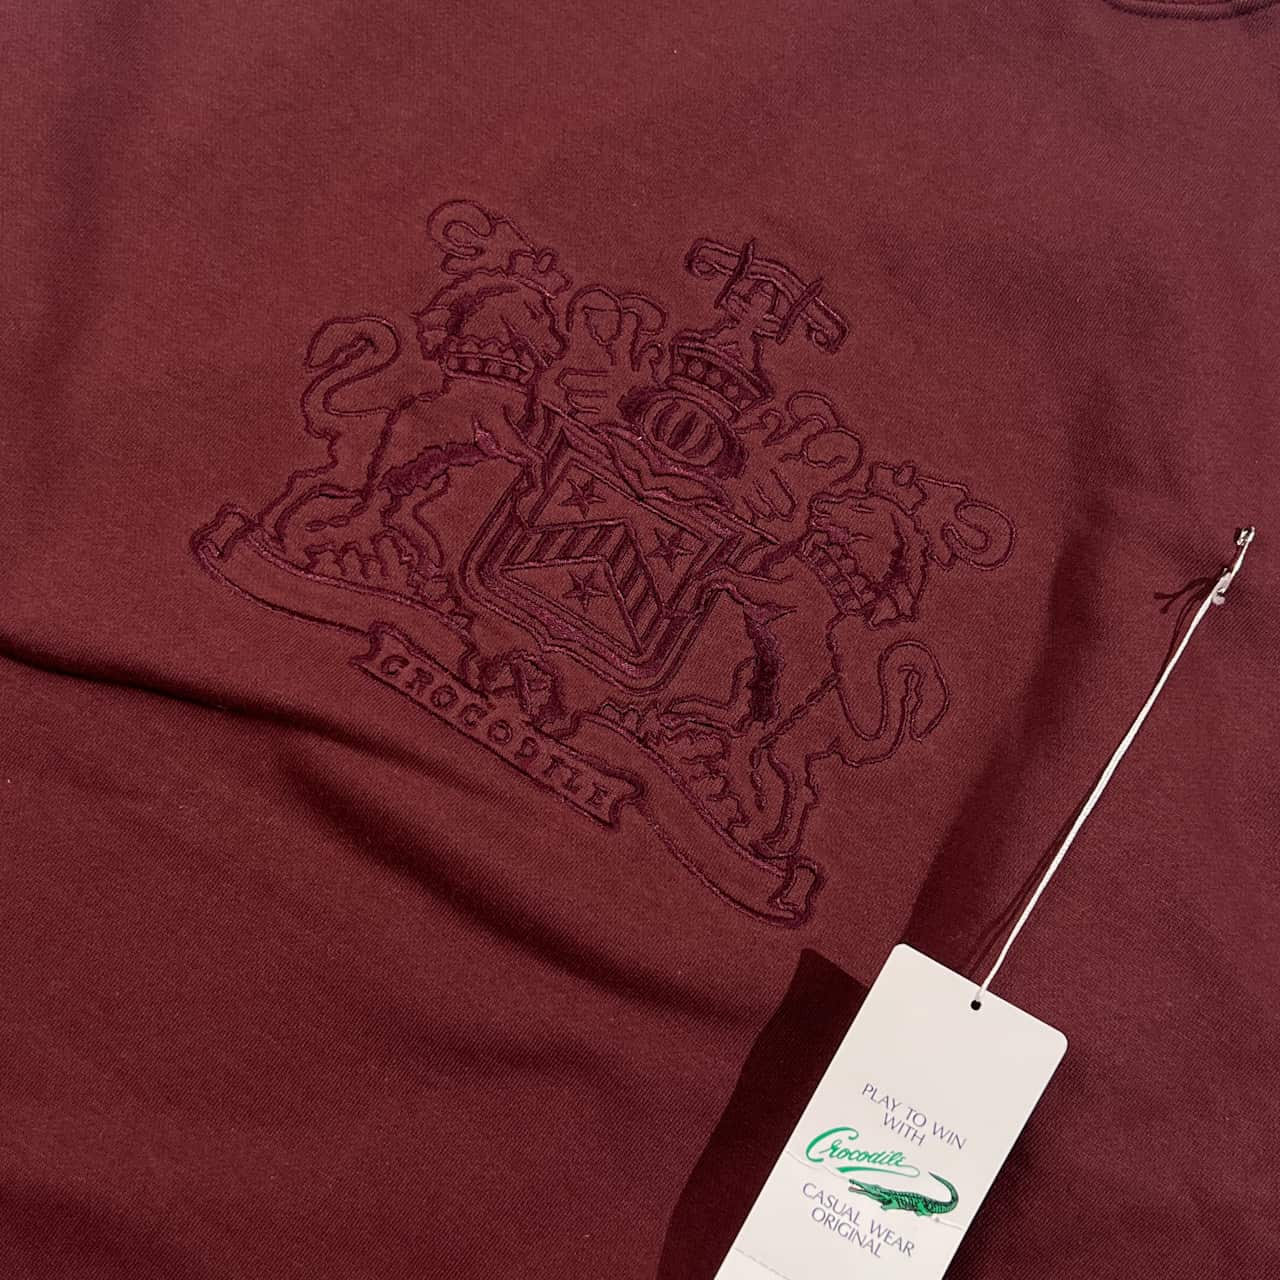 CROCODILE
PLAY TO WIN
WITH
Crocodile
CASUAL WEAR
ORIGINAL